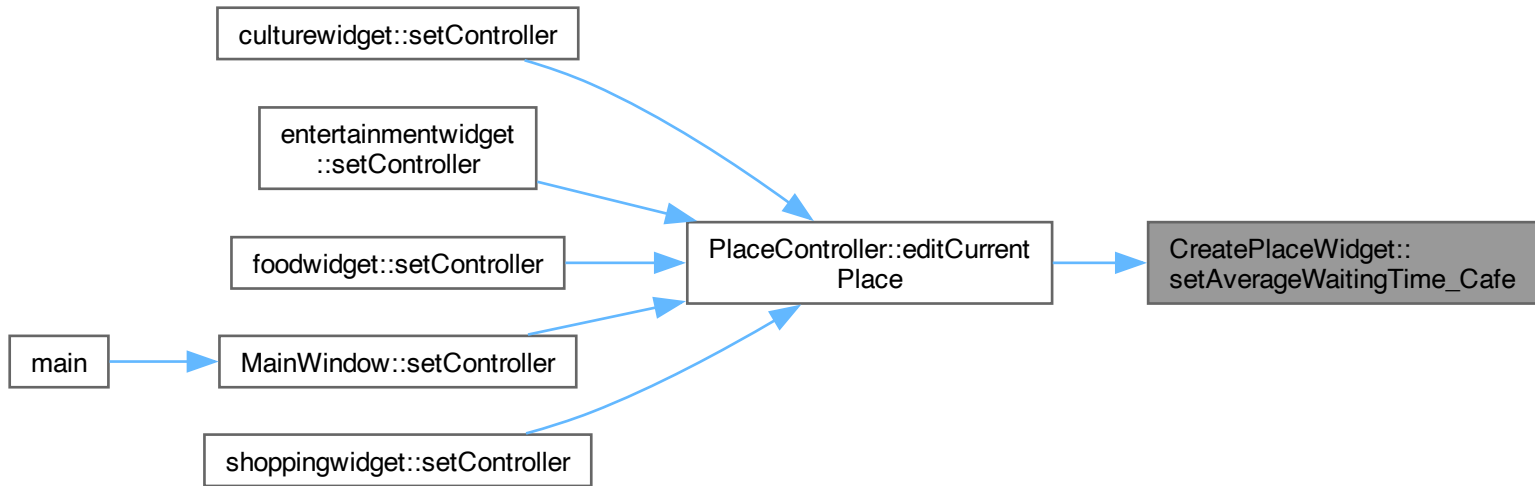 culturewidget::setController
entertainmentwidget
::setController
foodwidget::setController
main
MainWindow::setController
shoppingwidget::setController
PlaceController::editCurrent
Place
CreatePlaceWidget::
setAverageWaitingTime_Cafe